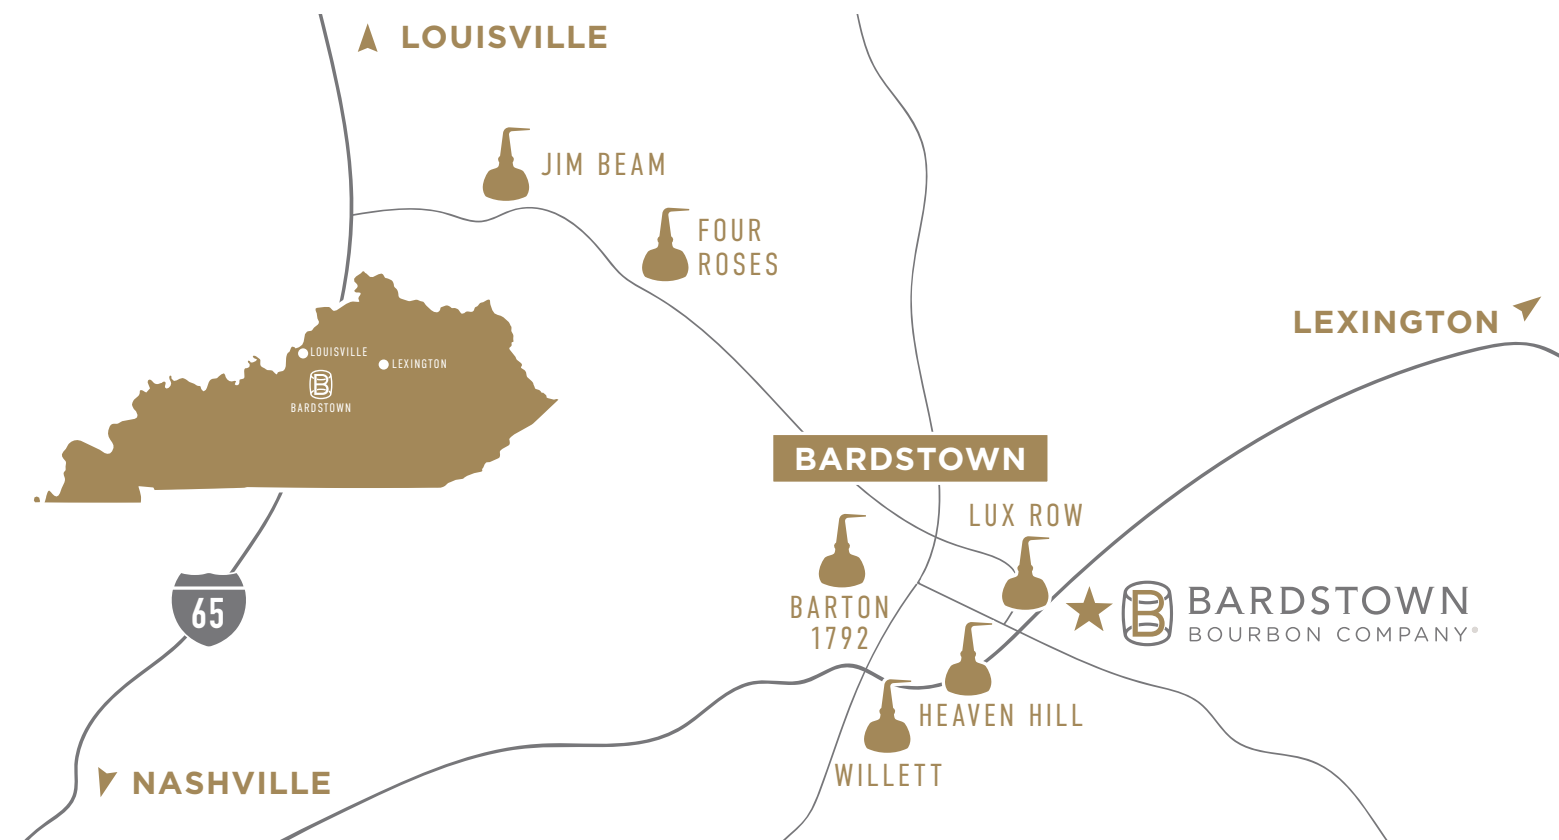 LOUISVILLE
JIM BEAM
FOUR
ROSES
LEXINGTON
LOUISVILLE
LEXINGTON
B
BARDSTOWN
BARDSTOWN
LUX ROW
65
BARTON
1792
B
BARDSTOWN
BOURBON COMPANY®
HEAVEN HILL
WILLETT
NASHVILLE